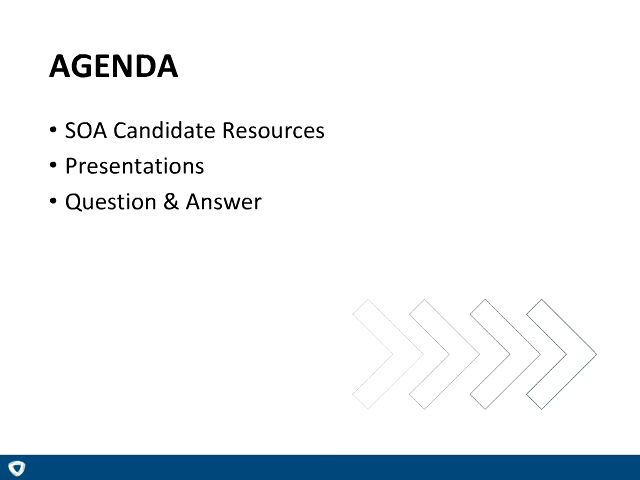 AGENDA
• SOA Candidate Resources
• Presentations
• Question & Answer